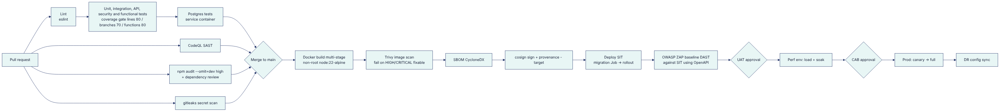 Pull request
Lint
eslint
Unit, integration, API,
security and functional tests
coverage gate lines 80 /
branches 70 / functions 80
Postgres tests
service container
CodeQL SAST
npm audit --omit=dev high
+ dependency review
gitleaks secret scan
Merge to main
Docker build multi-stage
non-root node:22-alpine
Trivy image scan
fail on HIGH/CRITICAL fixable
SBOM CycloneDX
cosign sign + provenance -
target
Deploy SIT
migration Job → rollout
OWASP ZAP baseline DAST
against SIT using OpenAPI
UAT approval
Perf env: load + soak
CAB approval
Prod: canary → full
DR config sync